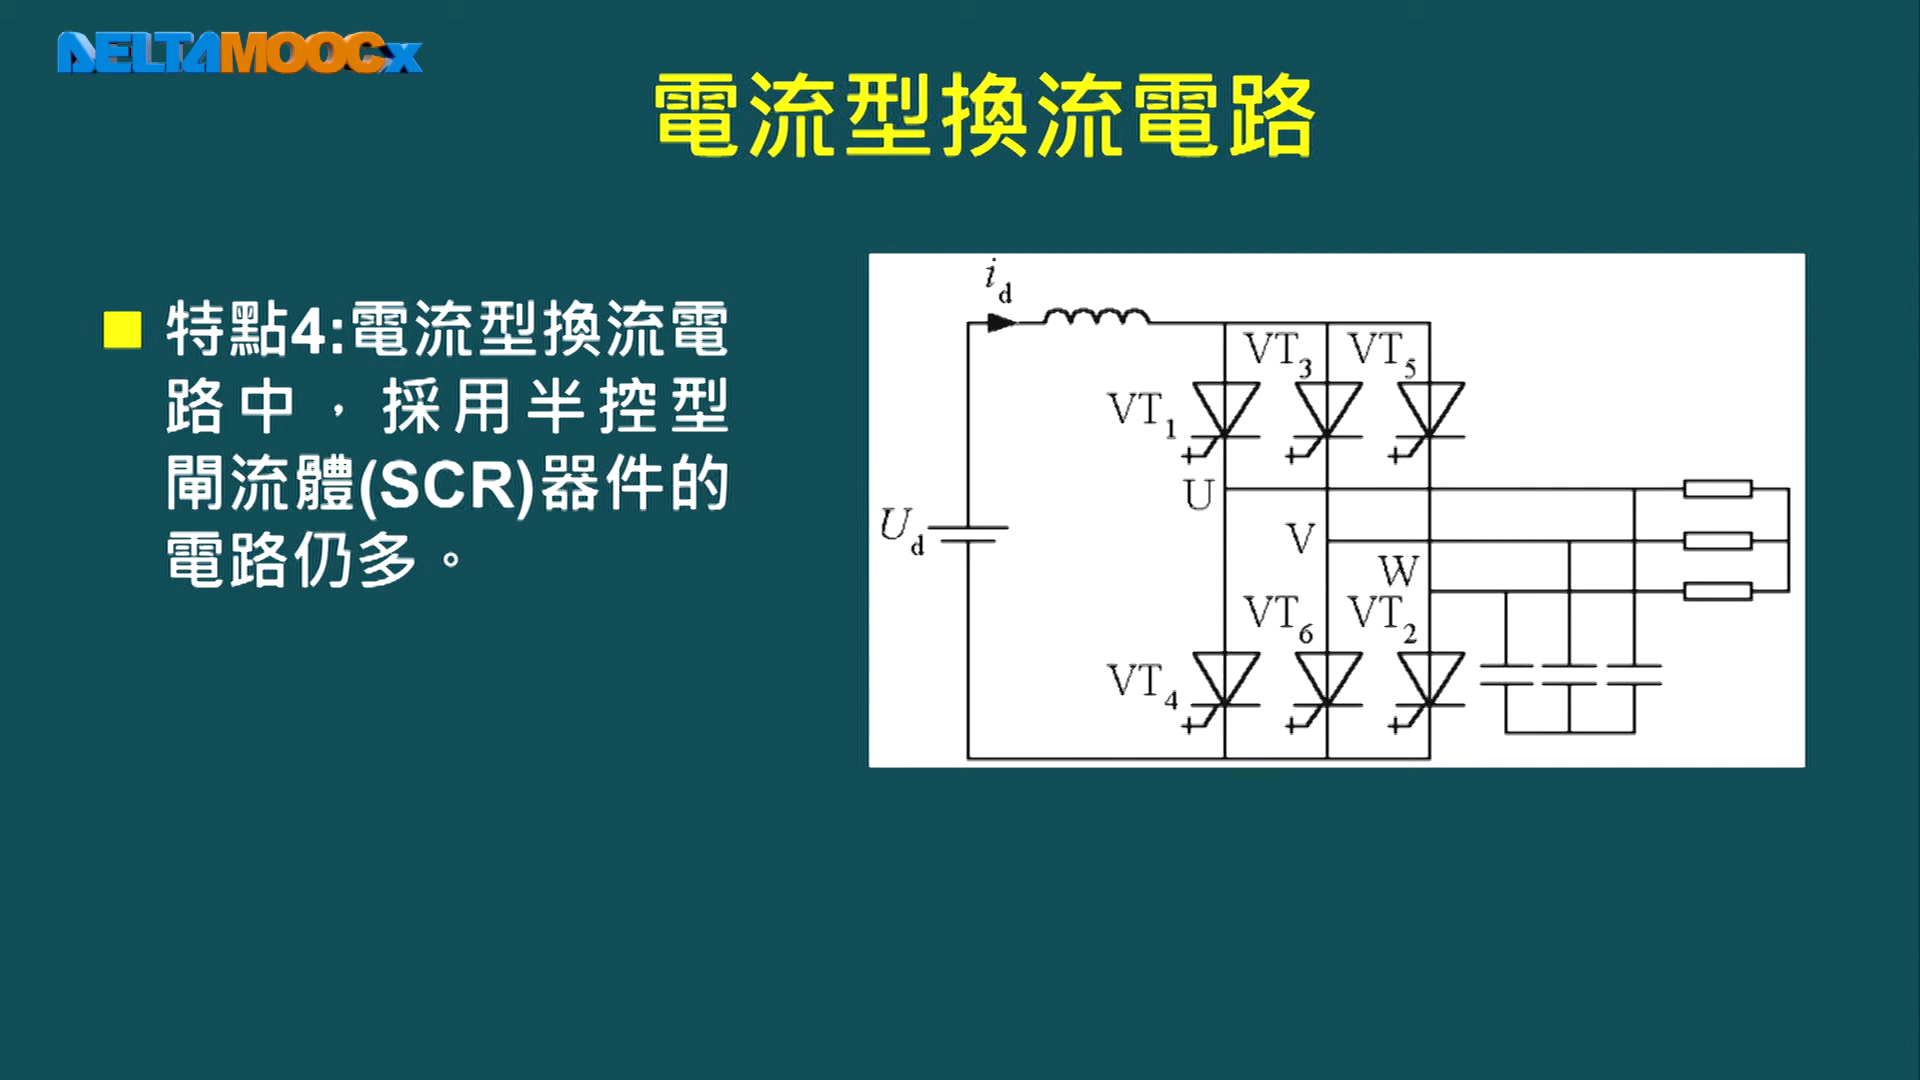 DELTAMOOCx
電流型換流電路
特點4:電流型換流電
路中，採用半控型
閘流體(SCR)器件的
電路仍多。
id
VT3 VT5
VT1
U
Ud
V
W
VT6 VT2
VT4